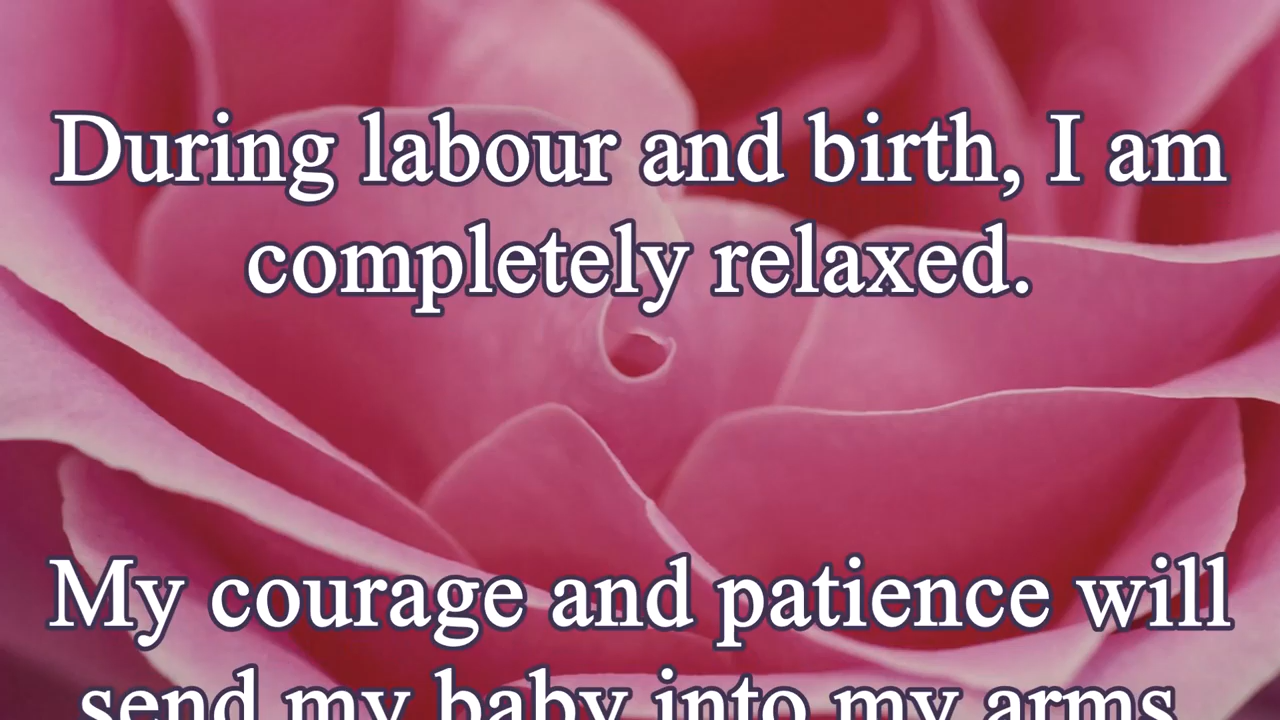 During labour and birth, I am
completely relaxed.
My courage and patience will
send my baby into my arms